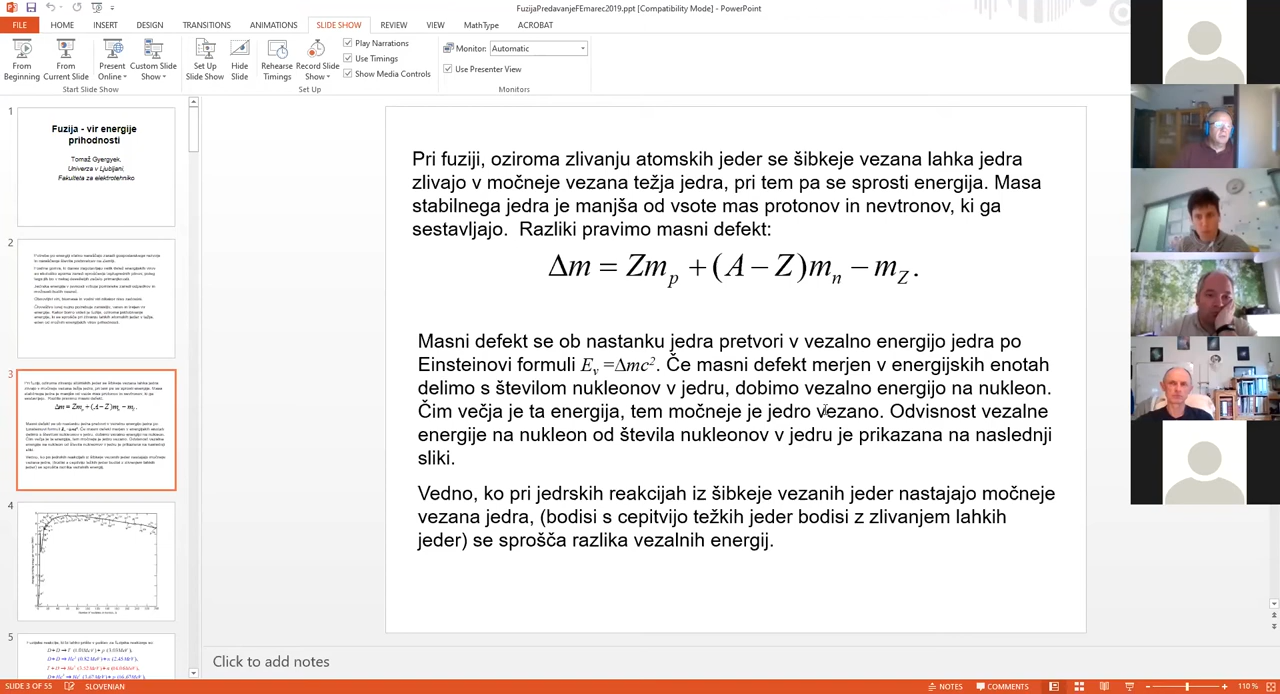 FuzijaPredavanjeFEmarec2019.ppt [Compatibility Mode] - PowerPoint
FILE HOME INSERT DESIGN TRANSITIONS ANIMATIONS SLIDE SHOW REVIEW VIEW MathType ACROBAT
From Beginning
From Current Slide
Present Online
Custom Slide Show
Start Slide Show
Set Up Slide Show
Hide Slide
Rehearse Timings
Record Slide Show
Play Narrations
Use Timings
Show Media Controls
Set Up
Monitor: Automatic
Use Presenter View
Monitors
1
Fuzija - vir energije
prihodnosti
Tomaž Gyergyek,
Univerza v Ljubljani,
Fakulteta za elektrotehniko
2
3
4
5
Pri fuziji, oziroma zlivanju atomskih jeder se šibkeje vezana lahka jedra
zlivajo v močneje vezana težja jedra, pri tem pa se sprosti energija. Masa
stabilnega jedra je manjša od vsote mas protonov in nevtronov, ki ga
sestavljajo.  Razliki pravimo masni defekt:
Δm = Zm_p + (A − Z)m_n − m_Z.
Masni defekt se ob nastanku jedra pretvori v vezalno energijo jedra po
Einsteinovi formuli E_v =Δmc². Če masni defekt merjen v energijskih enotah
delimo s številom nukleonov v jedru, dobimo vezalno energijo na nukleon.
Čim večja je ta energija, tem močneje je jedro vezano. Odvisnost vezalne
energije na nukleon od števila nukleonov v jedru je prikazana na naslednji
sliki.
Vedno, ko pri jedrskih reakcijah iz šibkeje vezanih jeder nastajajo močneje
vezana jedra, (bodisi s cepitvijo težkih jeder bodisi z zlivanjem lahkih
jeder) se sprošča razlika vezalnih energij.
Click to add notes
SLIDE 3 OF 55 SLOVENIAN NOTES COMMENTS 110 %